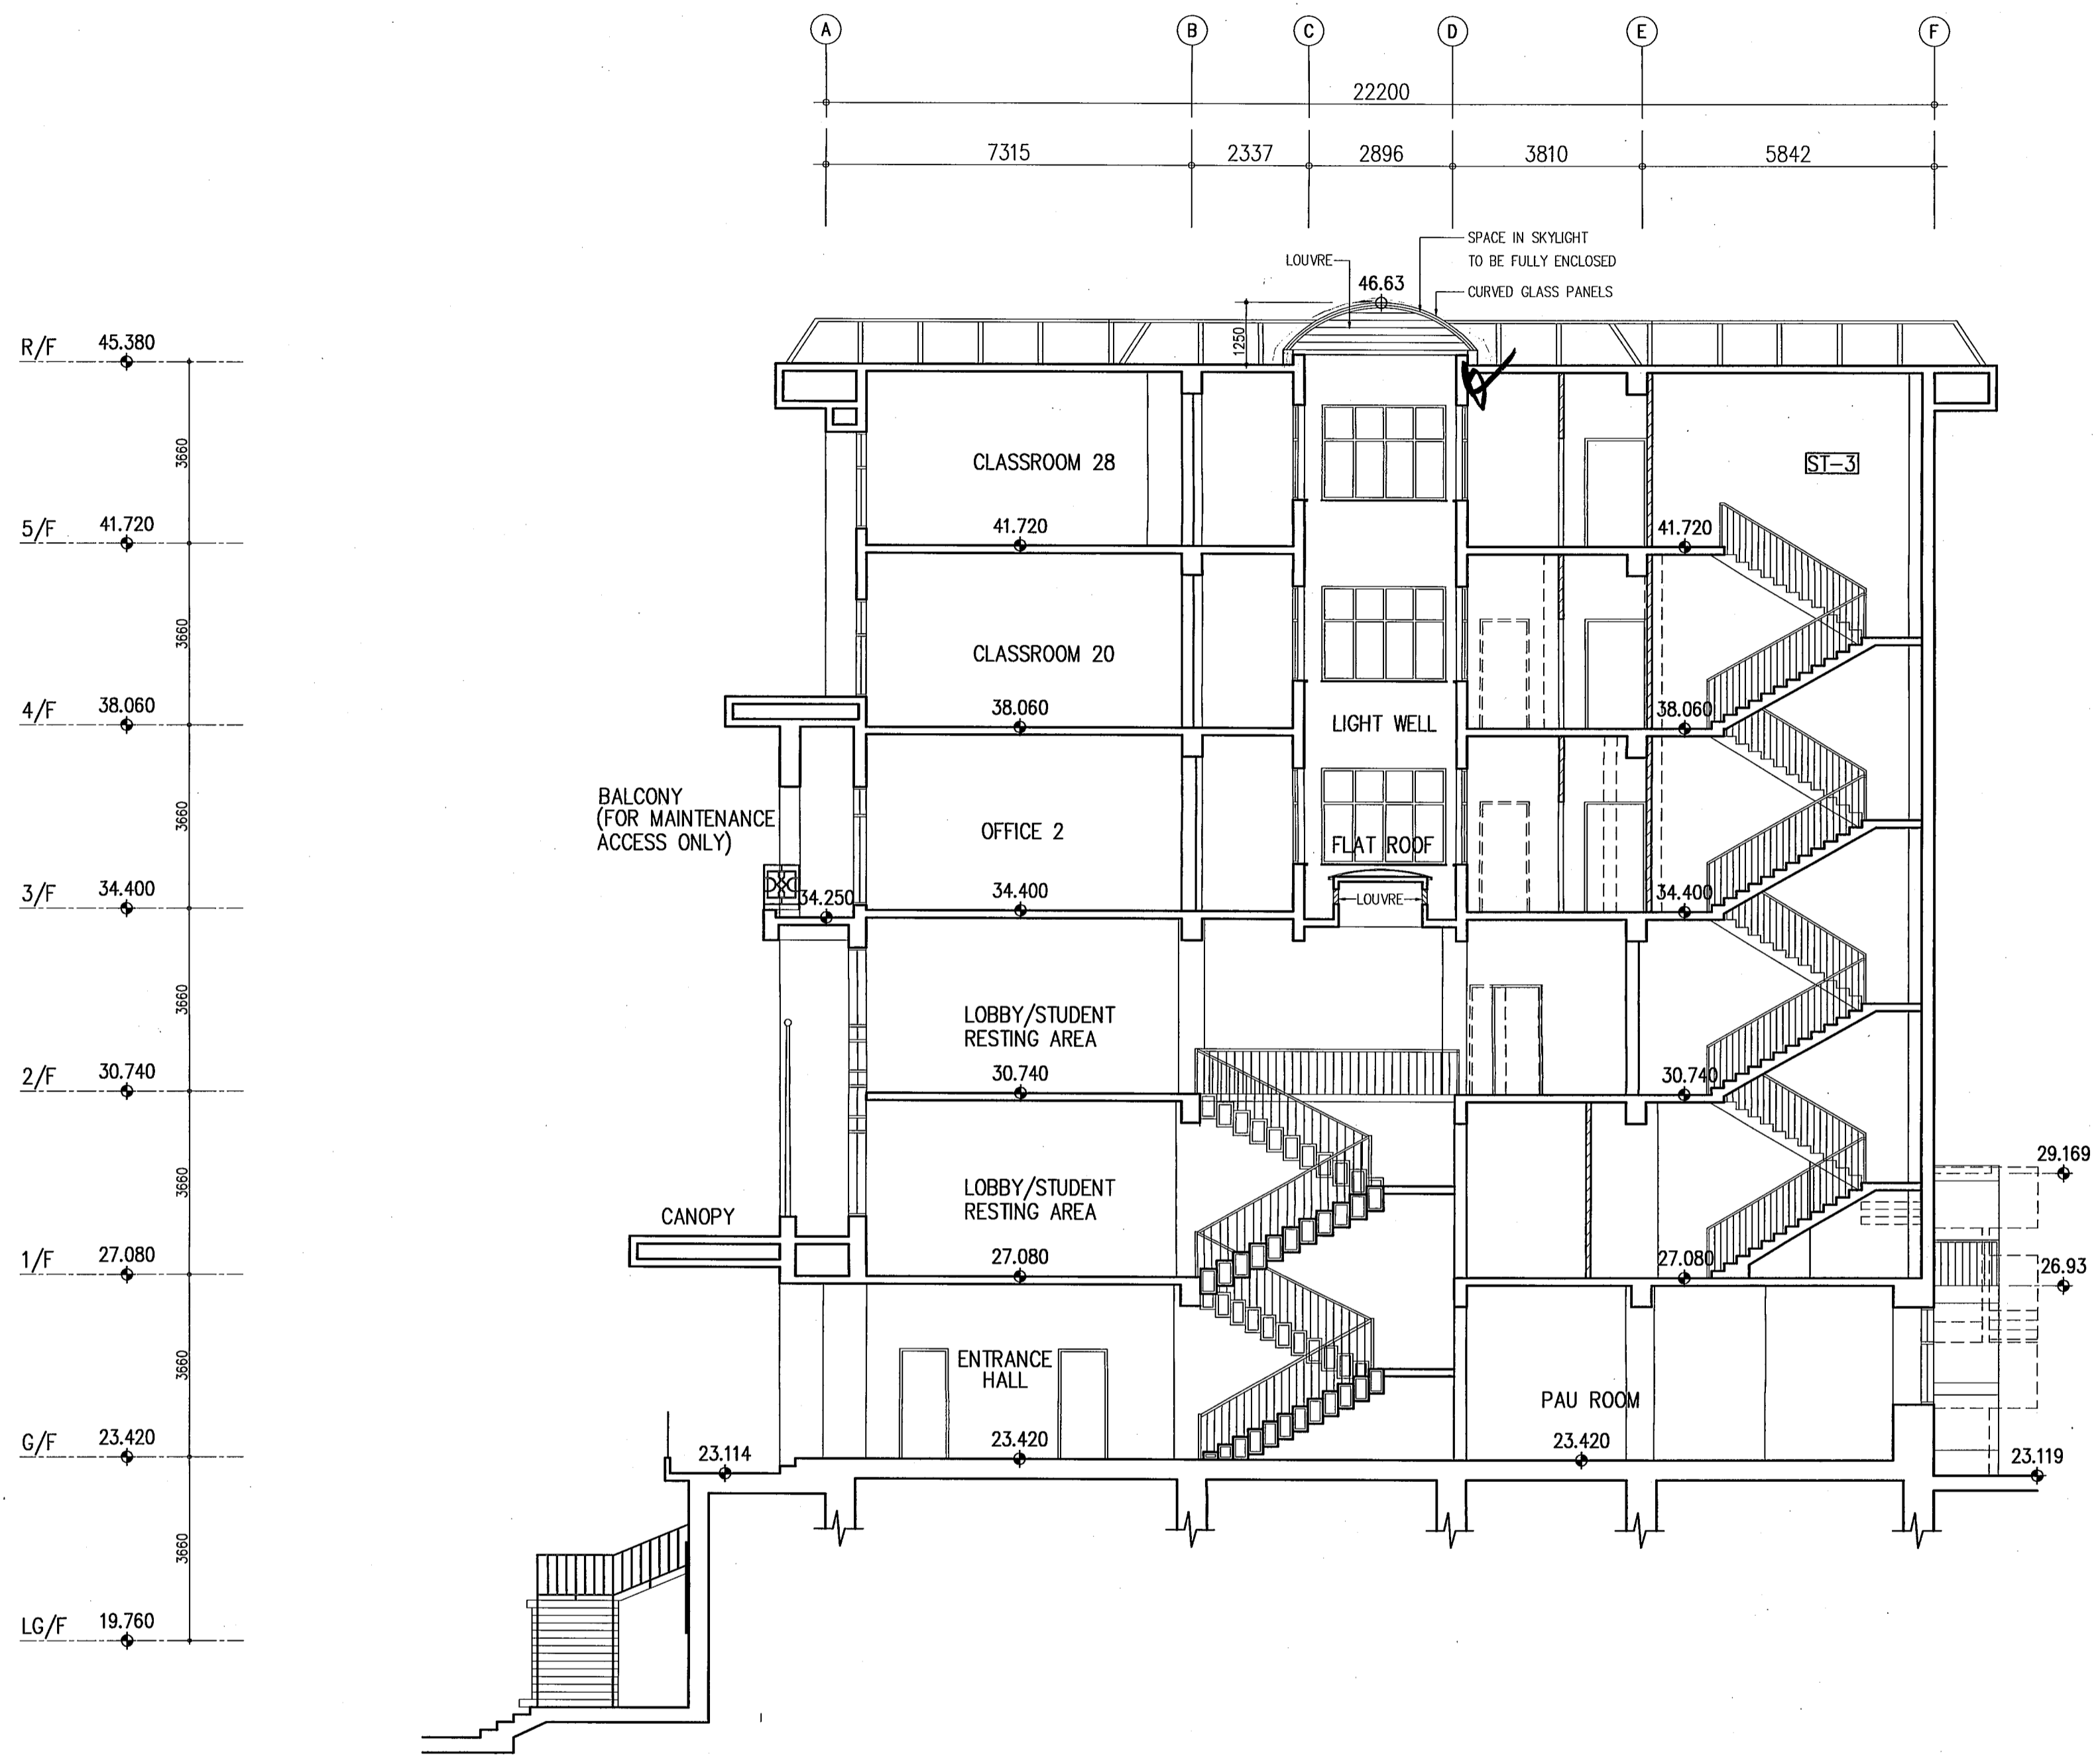 A B C D E F
22200
7315 2337 2896 3810 5842
SPACE IN SKYLIGHT
TO BE FULLY ENCLOSED
LOUVRE
46.63
CURVED GLASS PANELS
1250
R/F 45.380
3660
CLASSROOM 28
ST-3
5/F 41.720
41.720
41.720
3660
CLASSROOM 20
4/F 38.060
38.060
38.060
LIGHT WELL
3660
BALCONY
(FOR MAINTENANCE
ACCESS ONLY)
OFFICE 2
FLAT ROOF
3/F 34.400
34.250
34.400
LOUVRE
34.400
3660
LOBBY/STUDENT
RESTING AREA
2/F 30.740
30.740
30.740
3660
29.169
LOBBY/STUDENT
RESTING AREA
CANOPY
1/F 27.080
27.080
27.080
26.93
3660
ENTRANCE
HALL
PAU ROOM
G/F 23.420
23.114
23.420
23.420
23.119
3660
LG/F 19.760